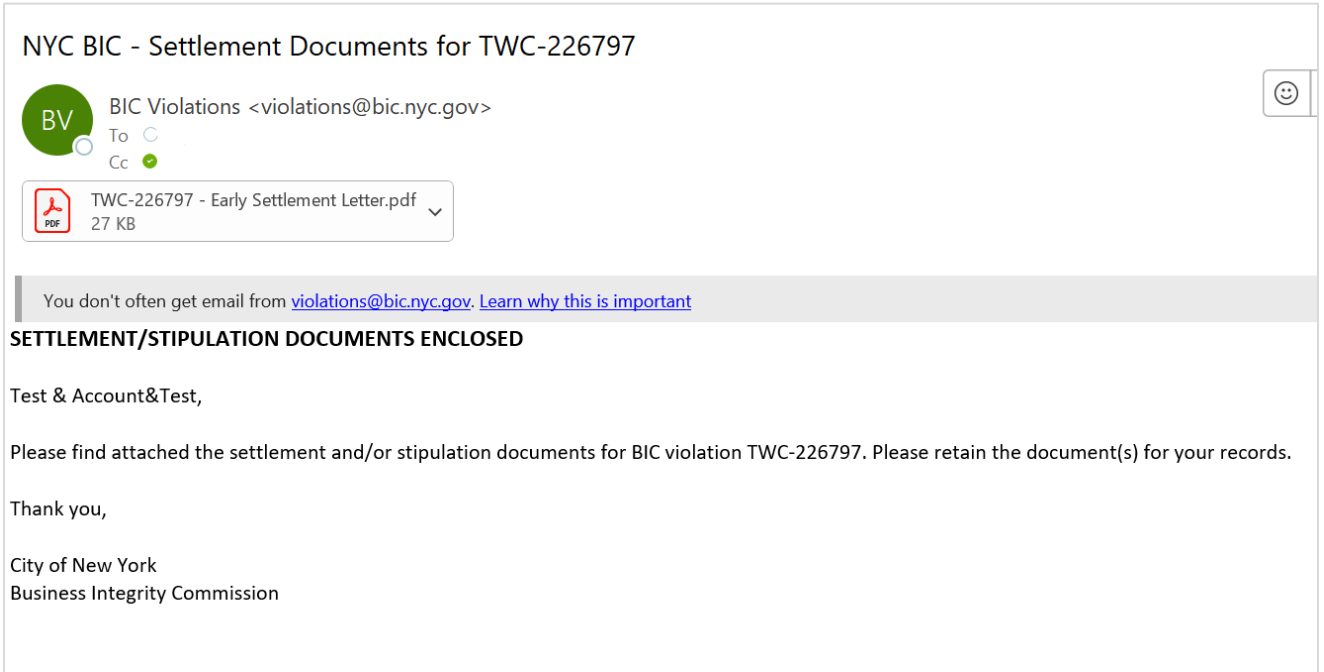 NYC BIC - Settlement Documents for TWC-226797
BV
BIC Violations <violations@bic.nyc.gov>
To
Cc
PDF
TWC-226797 - Early Settlement Letter.pdf
27 KB
You don't often get email from violations@bic.nyc.gov. Learn why this is important
SETTLEMENT/STIPULATION DOCUMENTS ENCLOSED
Test & Account&Test,
Please find attached the settlement and/or stipulation documents for BIC violation TWC-226797. Please retain the document(s) for your records.
Thank you,
City of New York
Business Integrity Commission